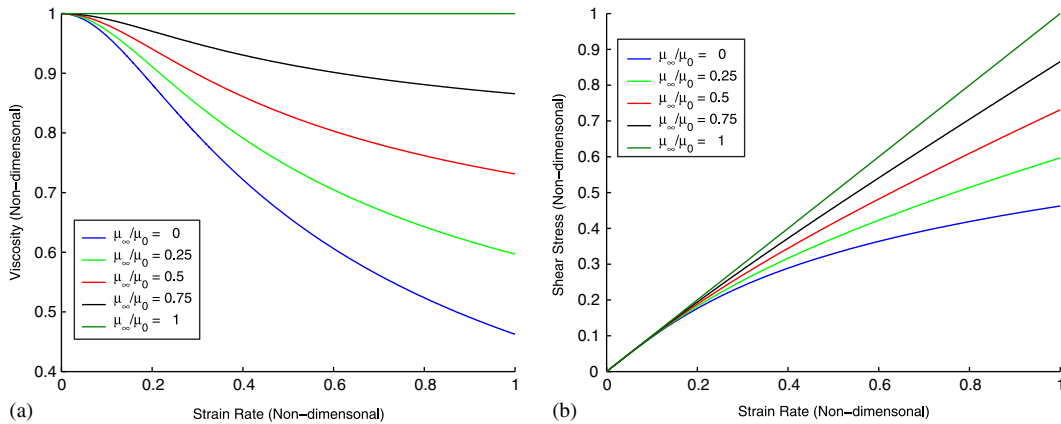 1
0.9
0.8
0.7
0.6
0.5
0.4
Viscosity (Non-dimensonal)
μ∞/μ0 = 0
μ∞/μ0 = 0.25
μ∞/μ0 = 0.5
μ∞/μ0 = 0.75
μ∞/μ0 = 1
0 0.2 0.4 0.6 0.8 1
(a) Strain Rate (Non-dimensonal)
1
0.9
0.8
0.7
0.6
0.5
0.4
0.3
0.2
0.1
0
Shear Stress (Non-dimensonal)
μ∞/μ0 = 0
μ∞/μ0 = 0.25
μ∞/μ0 = 0.5
μ∞/μ0 = 0.75
μ∞/μ0 = 1
0 0.2 0.4 0.6 0.8 1
(b) Strain Rate (Non-dimensonal)